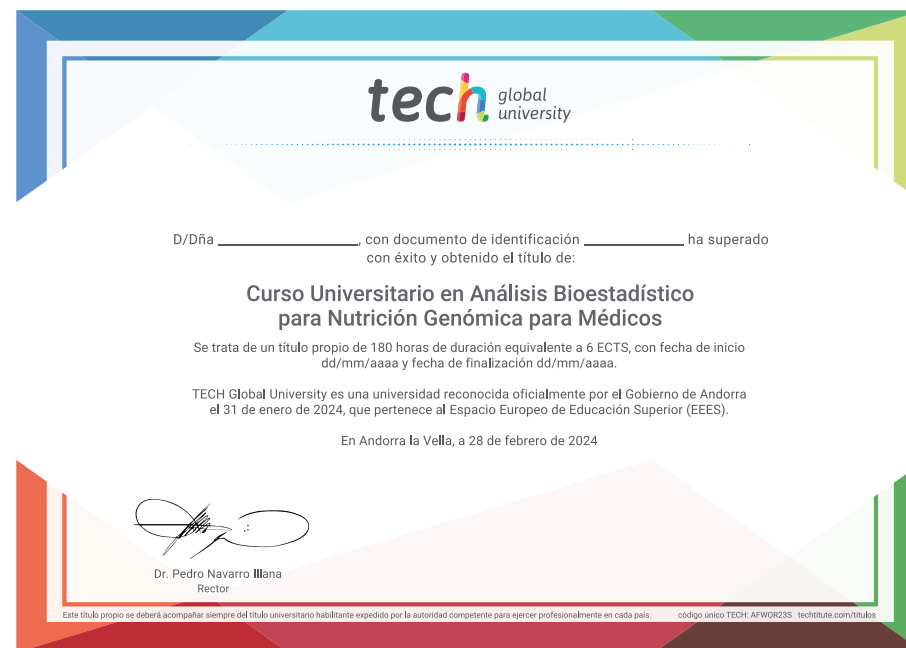 tech global university
D/Dña ________________, con documento de identificación ____________ ha superado
con éxito y obtenido el título de:
Curso Universitario en Análisis Bioestadístico
para Nutrición Genómica para Médicos
Se trata de un título propio de 180 horas de duración equivalente a 6 ECTS, con fecha de inicio
dd/mm/aaaa y fecha de finalización dd/mm/aaaa.
TECH Global University es una universidad reconocida oficialmente por el Gobierno de Andorra
el 31 de enero de 2024, que pertenece al Espacio Europeo de Educación Superior (EEES).
En Andorra la Vella, a 28 de febrero de 2024
Dr. Pedro Navarro Illana
Rector
Este título propio se deberá acompañar siempre del título universitario habilitante expedido por la autoridad competente para ejercer profesionalmente en cada país. código único TECH: AFWOR23S techtitute.com/titulos